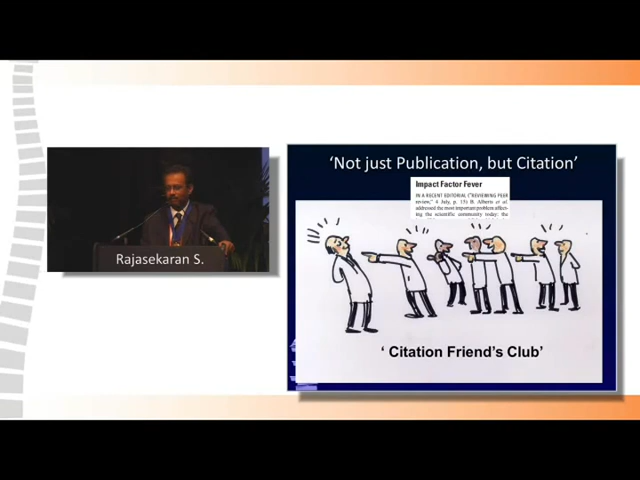 ‘Not just Publication, but Citation’
Impact Factor Fever
IN A RECENT EDITORIAL ("REVIEWING PEER
review," 4 July, p. 15) B. Alberts et al
addressed the most important problem affect-
ing the scientific community today: the
Rajasekaran S.
‘ Citation Friend’s Club’